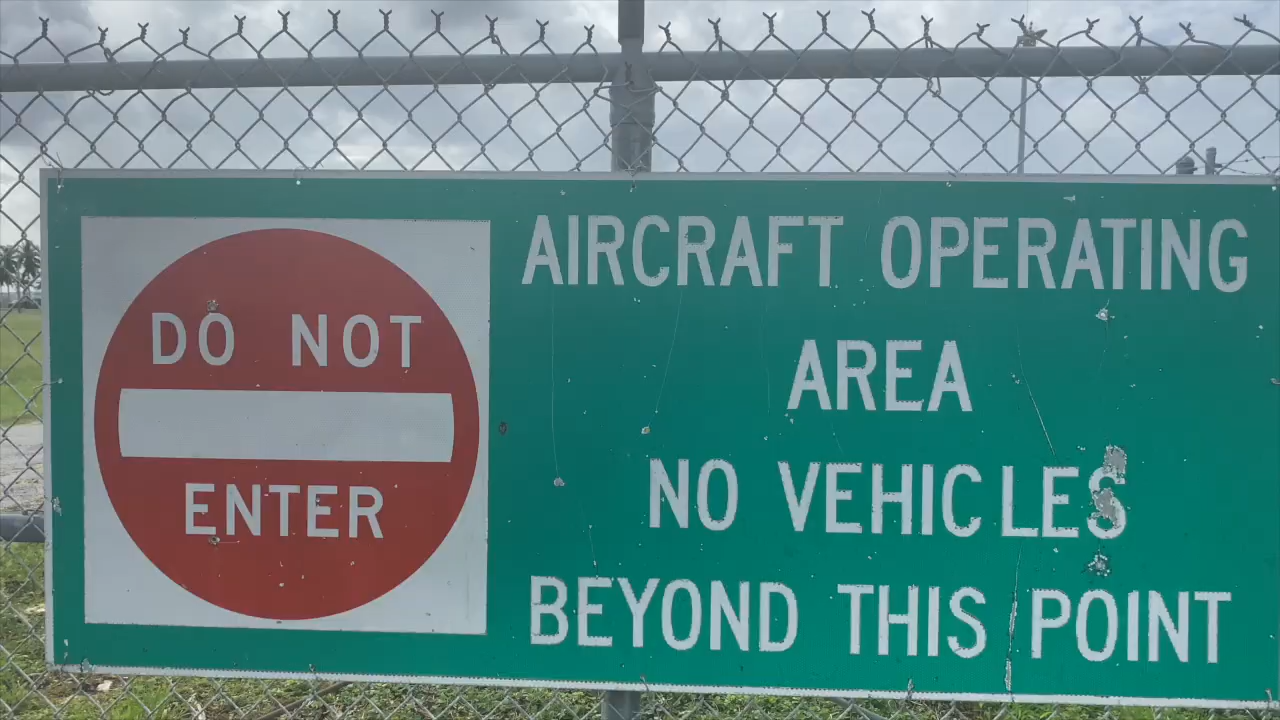 DO NOT
ENTER
AIRCRAFT OPERATING
AREA
NO VEHICLES
BEYOND THIS POINT